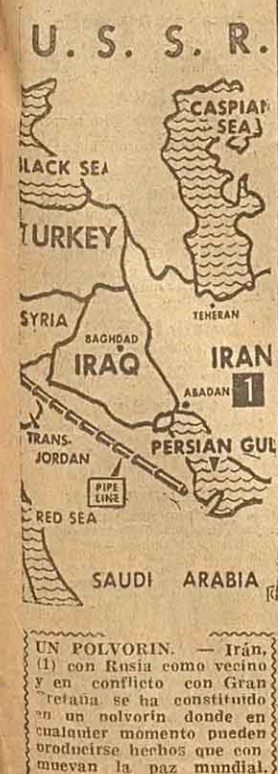 U. S. S. R.
CASPIAN
SEA
BLACK SEA
TURKEY
SYRIA
TEHERAN
BAGHDAD
IRAQ
IRAN
ABADAN 1
TRANS-
JORDAN
PERSIAN GUL
PIPE
LINE
RED SEA
SAUDI ARABIA
UN POLVORIN. — Irán,
(1) con Rusia como vecino
y en conflicto con Gran
Bretaña se ha constituído
en un polvorín donde en
cualquier momento pueden
producirse hechos que con
muevan la paz mundial.